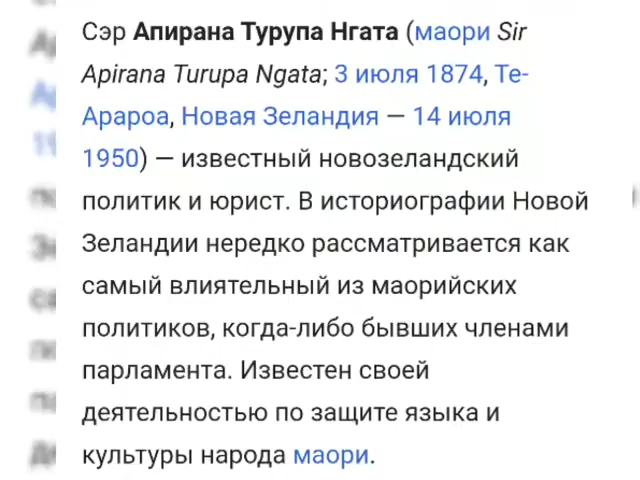 Сэр Апирана Турупа Нгата (маори Sir
Apirana Turupa Ngata; 3 июля 1874, Те-
Арароа, Новая Зеландия — 14 июля
1950) — известный новозеландский
политик и юрист. В историографии Новой
Зеландии нередко рассматривается как
самый влиятельный из маорийских
политиков, когда-либо бывших членами
парламента. Известен своей
деятельностью по защите языка и
культуры народа маори.